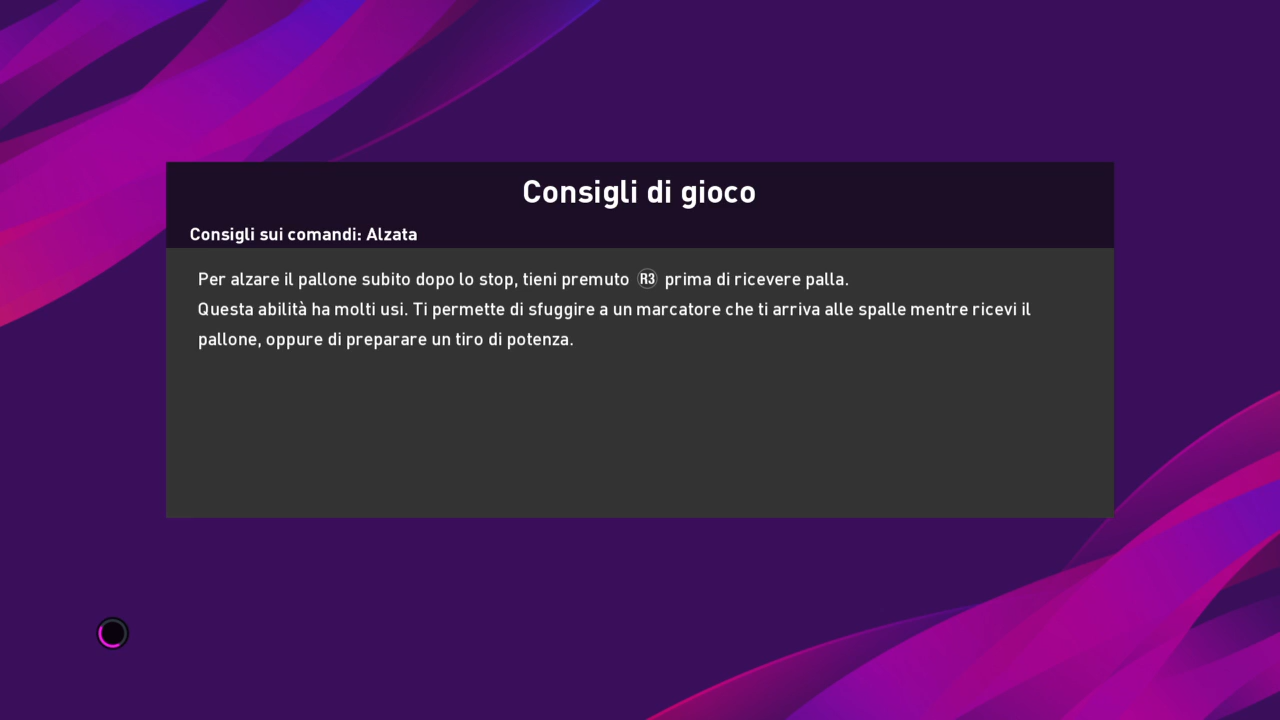 Consigli di gioco
Consigli sui comandi: Alzata
Per alzare il pallone subito dopo lo stop, tieni premuto R3 prima di ricevere palla.
Questa abilità ha molti usi. Ti permette di sfuggire a un marcatore che ti arriva alle spalle mentre ricevi il
pallone, oppure di preparare un tiro di potenza.